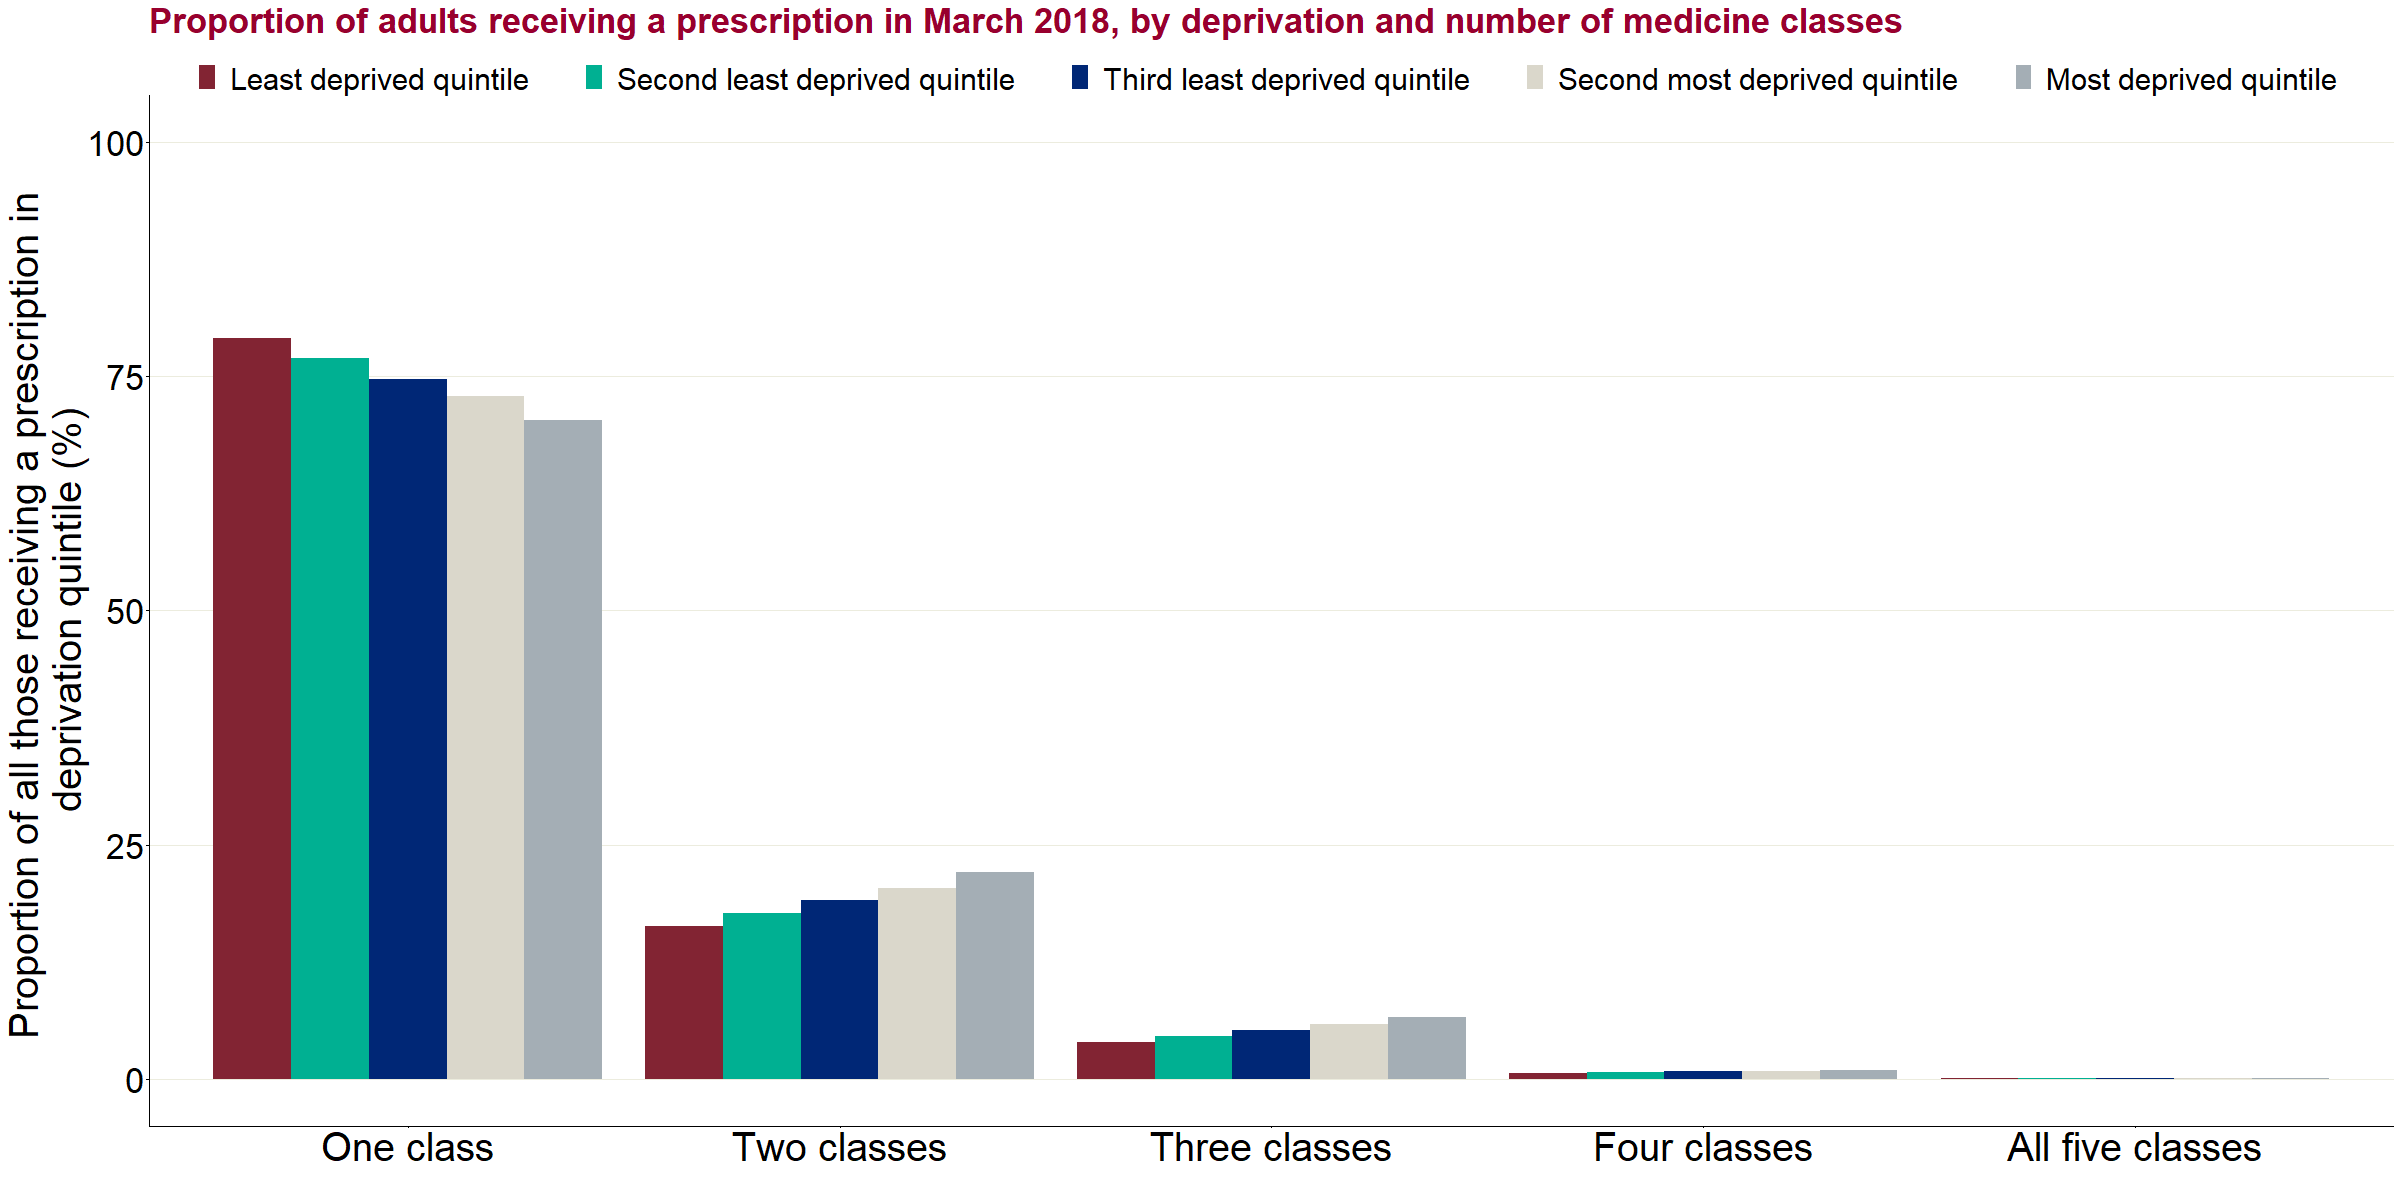 Proportion of adults receiving a prescription in March 2018, by deprivation and number of medicine classes
Least deprived quintile
Second least deprived quintile
Third least deprived quintile
Second most deprived quintile
Most deprived quintile
Proportion of all those receiving a prescription in
deprivation quintile (%)
100
75
50
25
0
One class
Two classes
Three classes
Four classes
All five classes